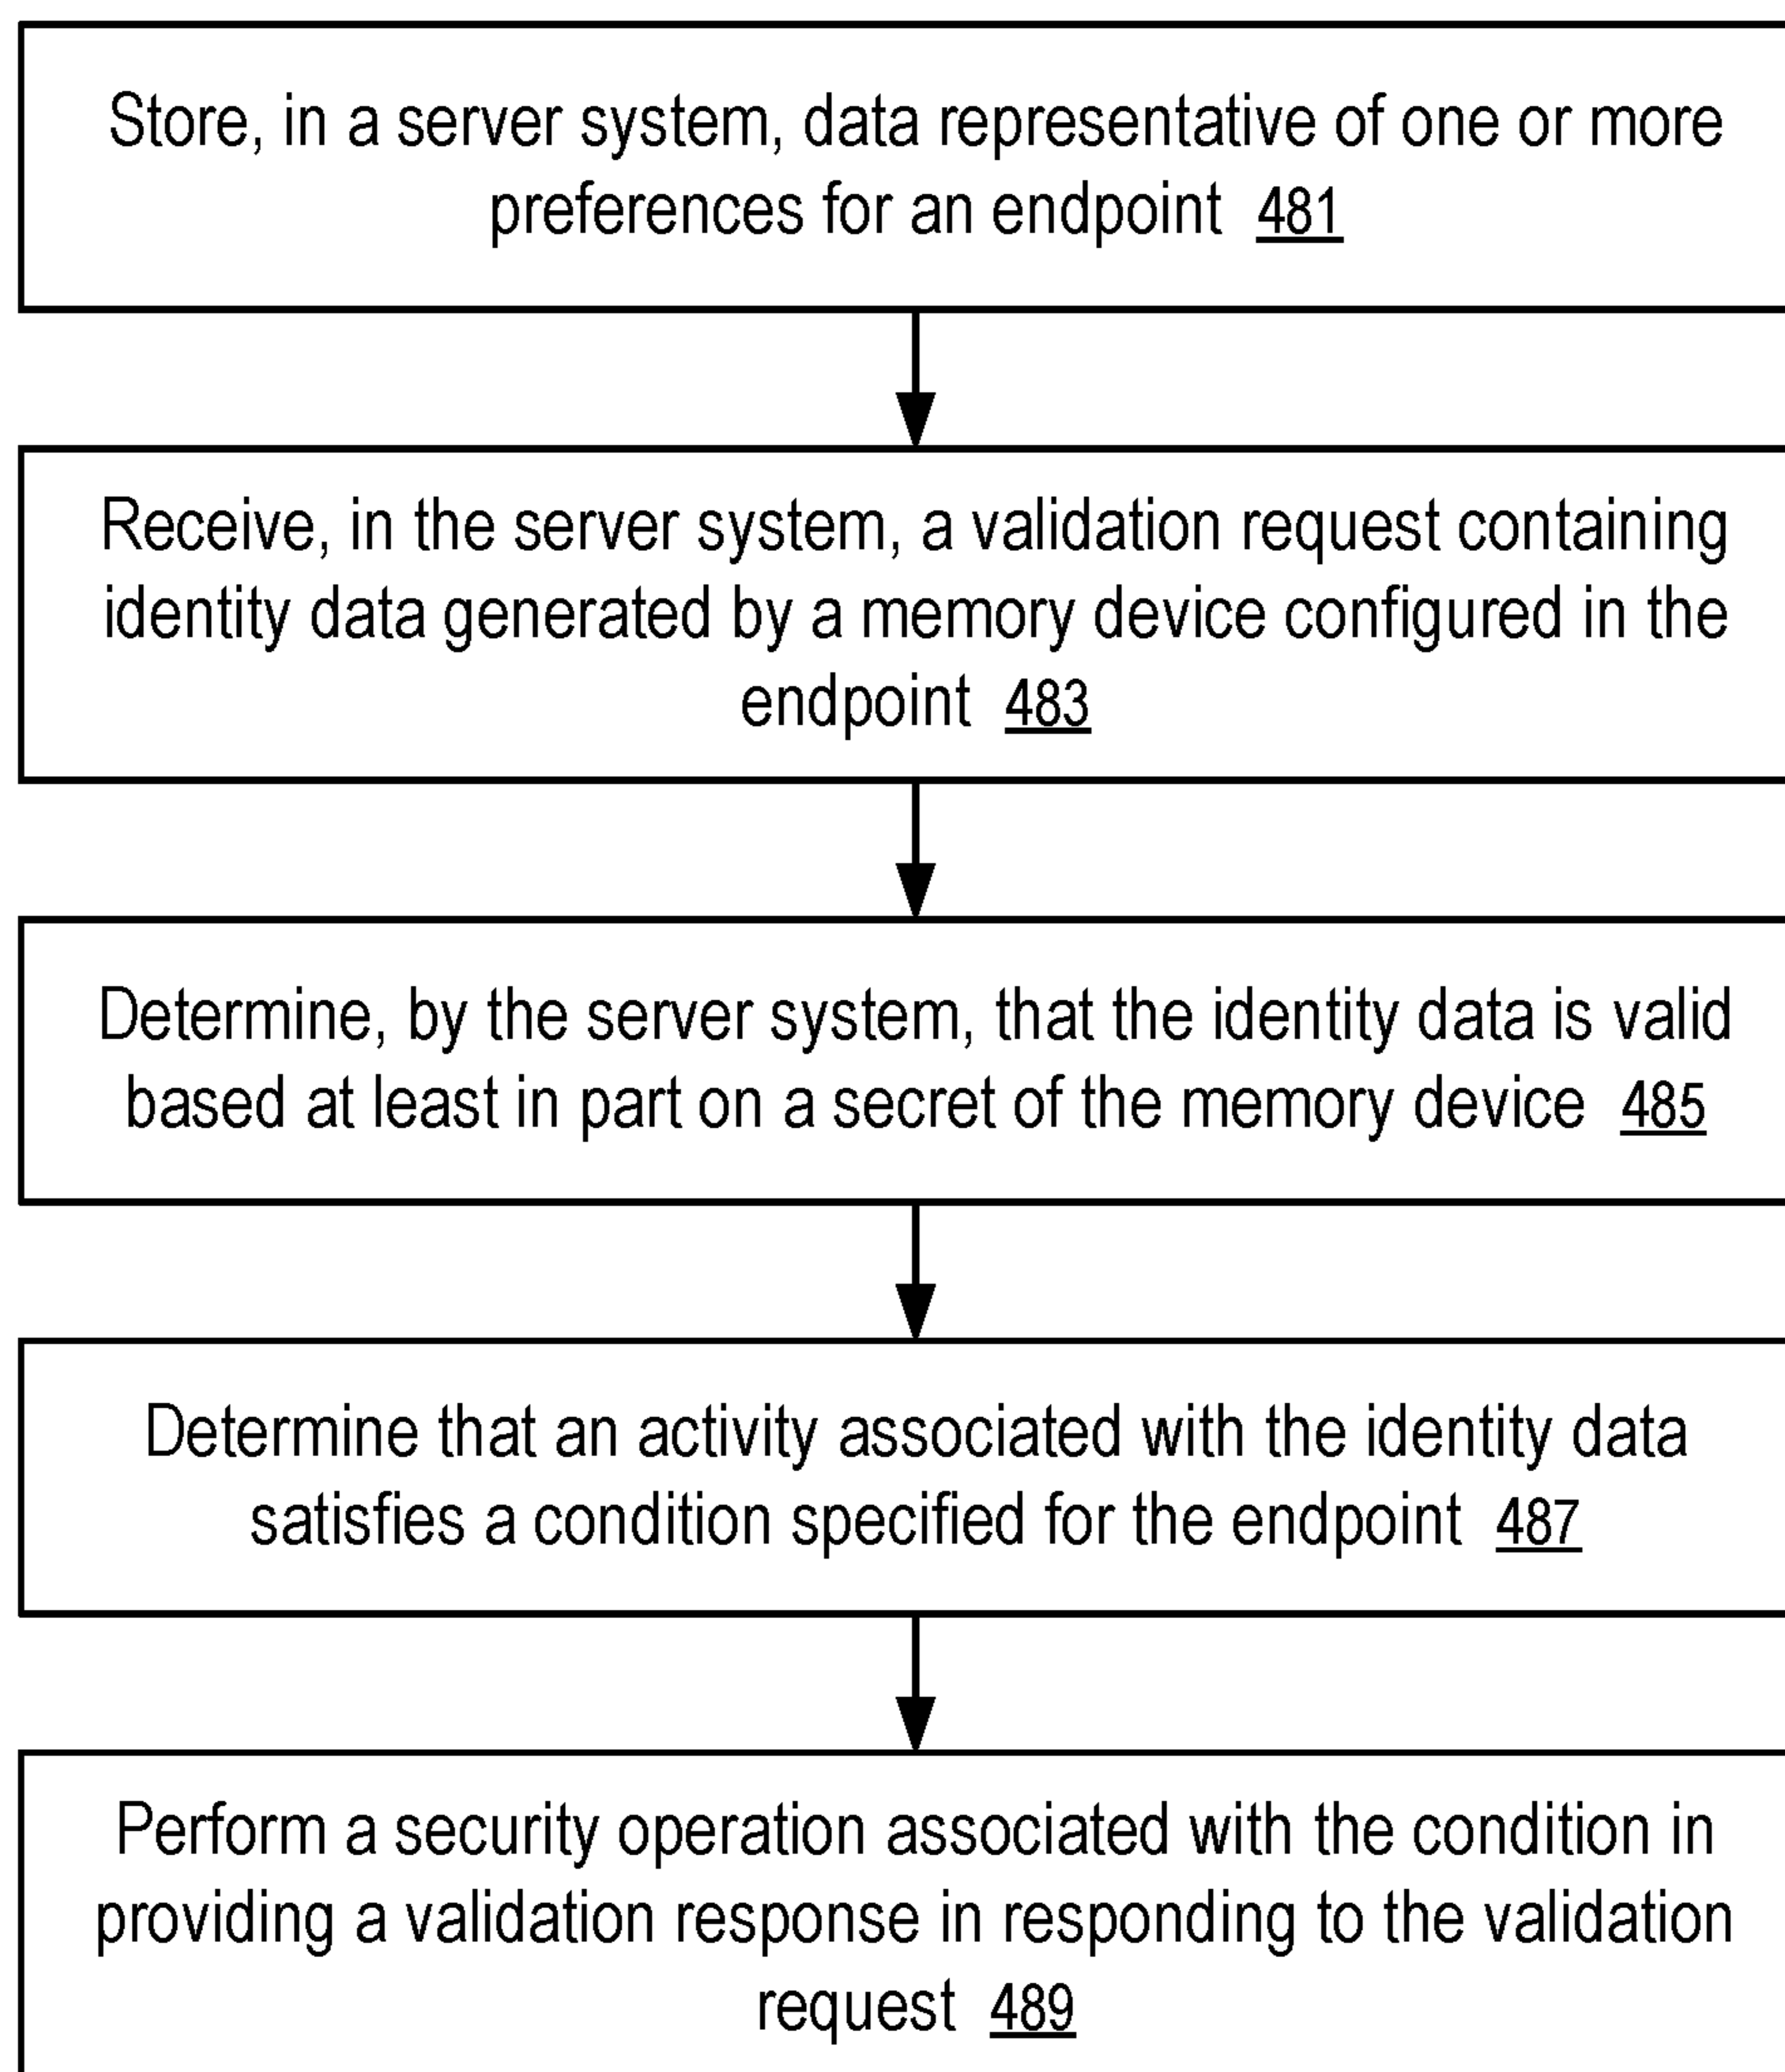 Store, in a server system, data representative of one or more
preferences for an endpoint 481
Receive, in the server system, a validation request containing
identity data generated by a memory device configured in the
endpoint 483
Determine, by the server system, that the identity data is valid
based at least in part on a secret of the memory device 485
Determine that an activity associated with the identity data
satisfies a condition specified for the endpoint 487
Perform a security operation associated with the condition in
providing a validation response in responding to the validation
request 489